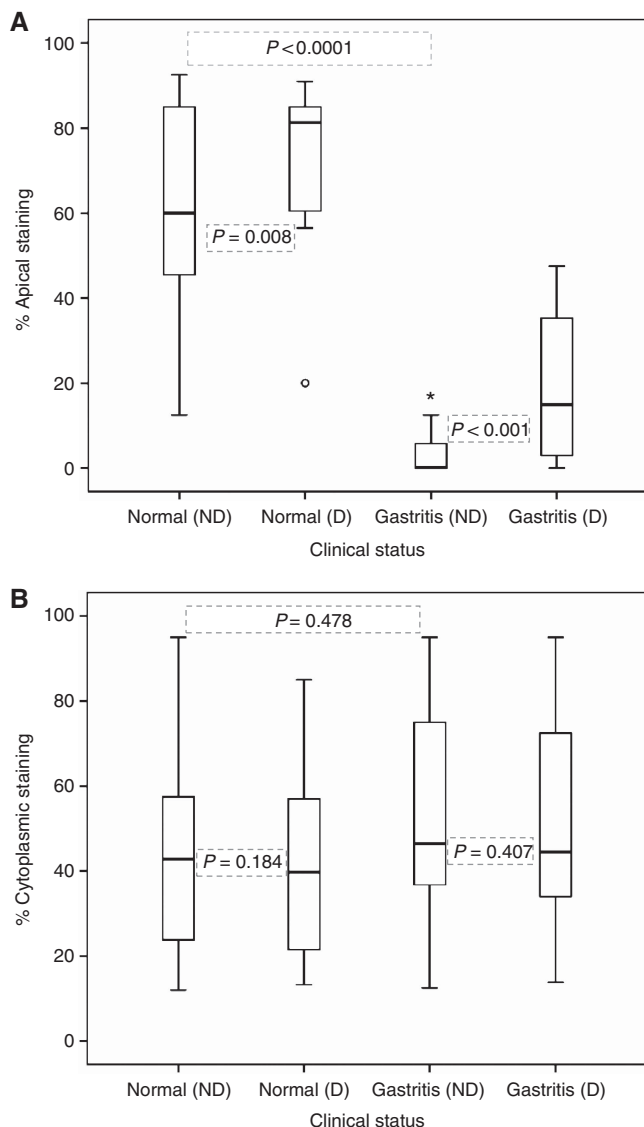 A
100
80
60
40
20
0
% Apical staining
P < 0.0001
P = 0.008
*
P < 0.001
Normal (ND) Normal (D) Gastritis (ND) Gastritis (D)
Clinical status
B
100
80
60
40
20
0
% Cytoplasmic staining
P = 0.478
P = 0.184
P = 0.407
Normal (ND) Normal (D) Gastritis (ND) Gastritis (D)
Clinical status